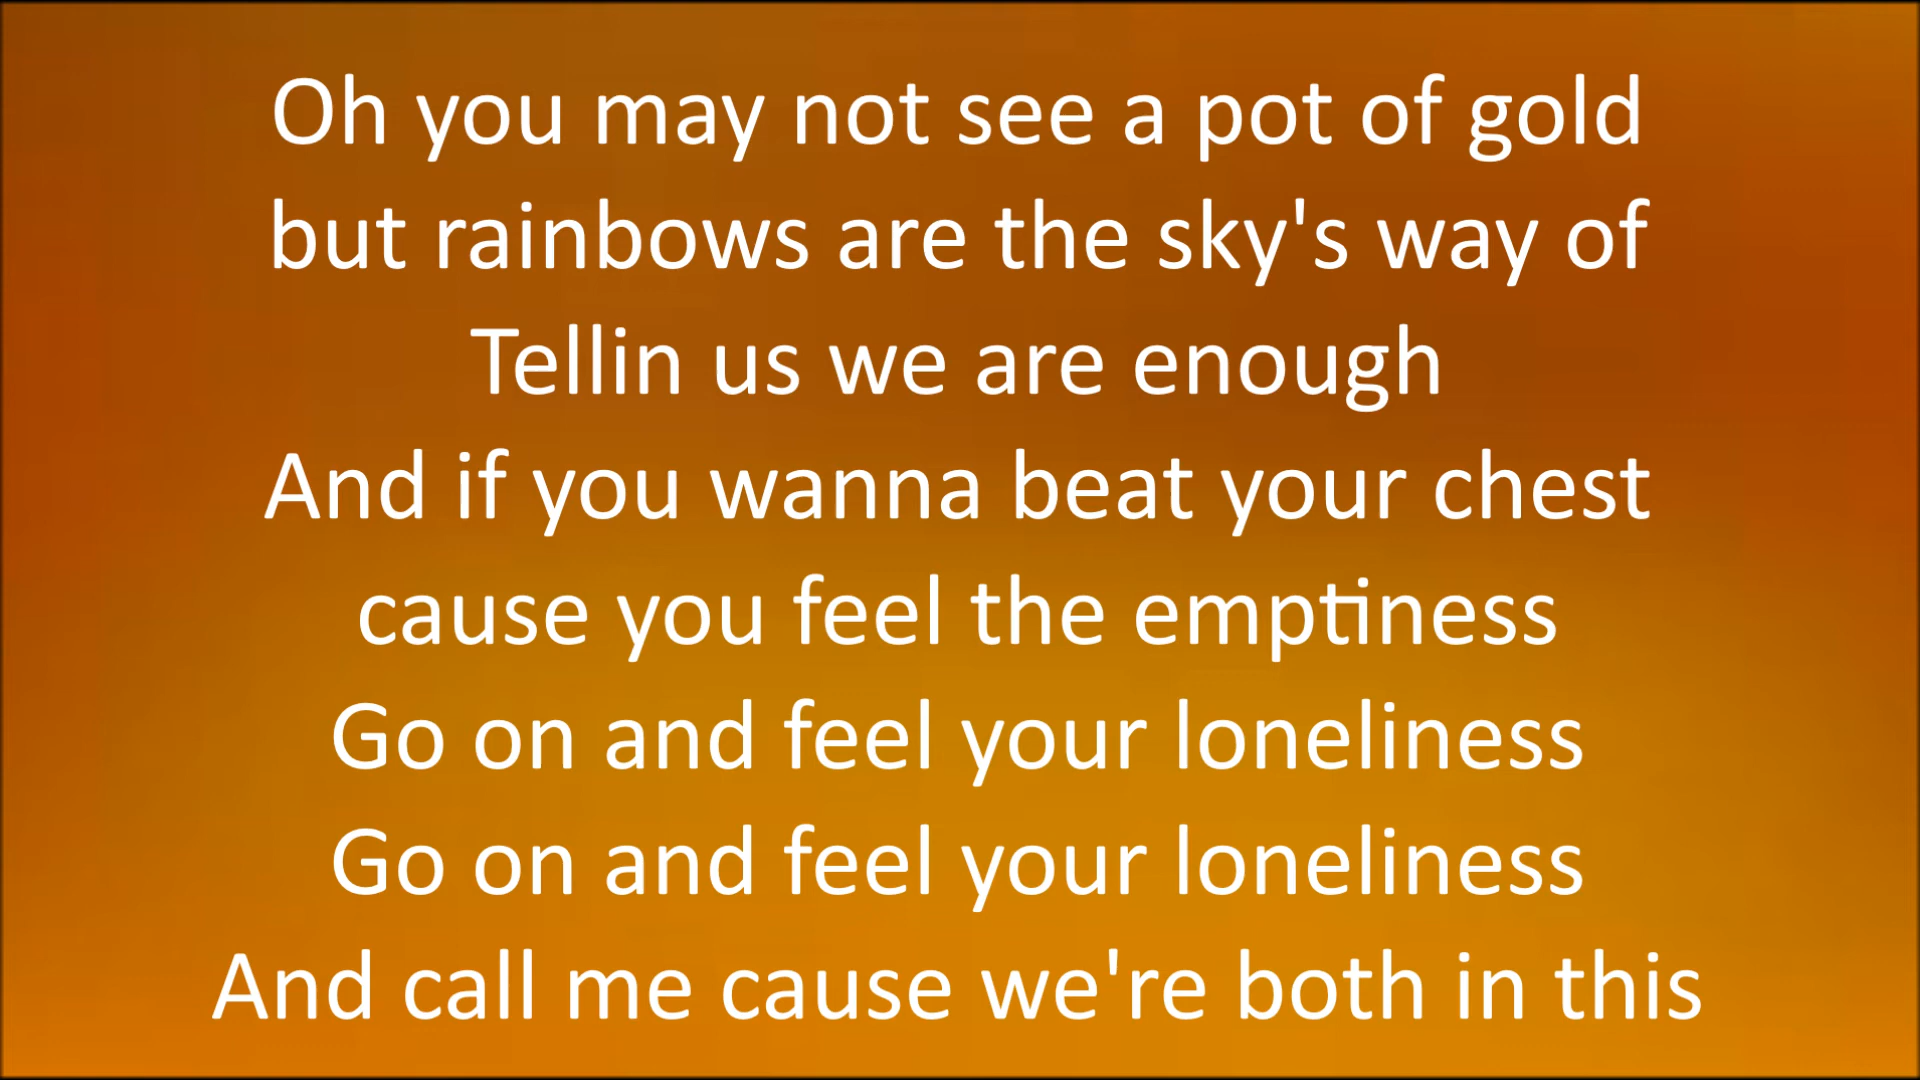 Oh you may not see a pot of gold
but rainbows are the sky's way of
Tellin us we are enough
And if you wanna beat your chest
cause you feel the emptiness
Go on and feel your loneliness
Go on and feel your loneliness
And call me cause we're both in this